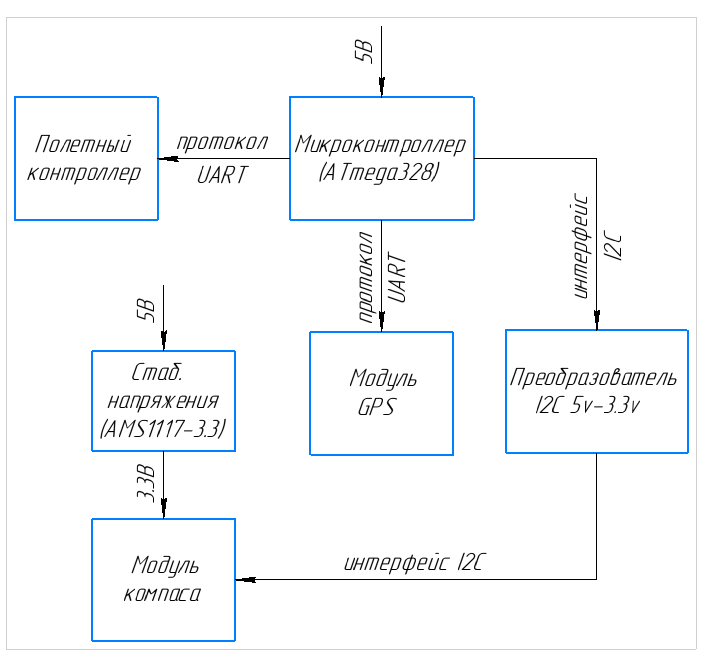 5В
Полетный
контроллер
протокол
UART
Микроконтроллер
(ATmega328)
интерфейс
I2C
протокол
UART
5В
Стаб.
напряжения
(AMS1117-3.3)
Модуль
GPS
Преобразователь
I2C 5v-3.3v
3.3В
Модуль
компаса
интерфейс I2C